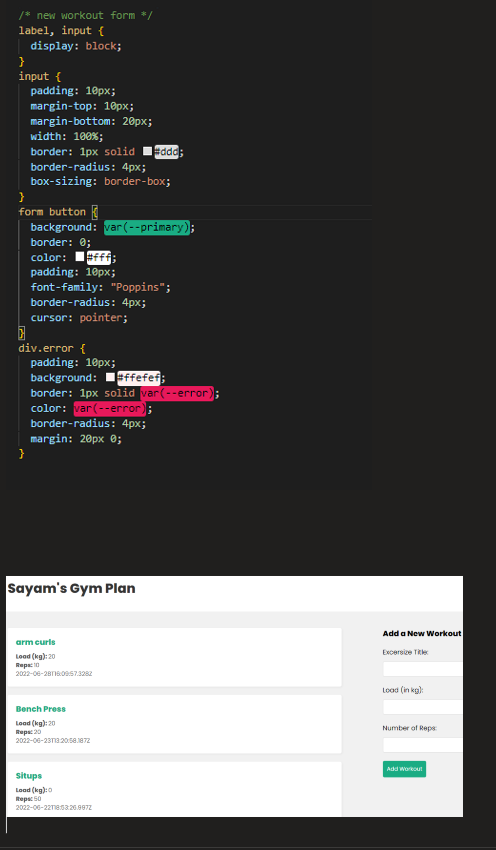 /* new workout form */
label, input {
display: block;
}
input {
padding: 10px;
margin-top: 10px;
margin-bottom: 20px;
width: 100%;
border: 1px solid #ddd;
border-radius: 4px;
box-sizing: border-box;
}
form button {
background: var(--primary);
border: 0;
color: #fff;
padding: 10px;
font-family: "Poppins";
border-radius: 4px;
cursor: pointer;
}
div.error {
padding: 10px;
background: #ffefef;
border: 1px solid var(--error);
color: var(--error);
border-radius: 4px;
margin: 20px 0;
}
Sayam's Gym Plan
arm curls
Load (kg): 20
Reps: 10
2022-06-28T16:09:57.328Z
Bench Press
Load (kg): 20
Reps: 20
2022-06-23T13:20:58.187Z
Situps
Load (kg): 0
Reps: 50
2022-06-22T18:53:26.997Z
Add a New Workout
Excersize Title:
Load (in kg):
Number of Reps:
Add Workout